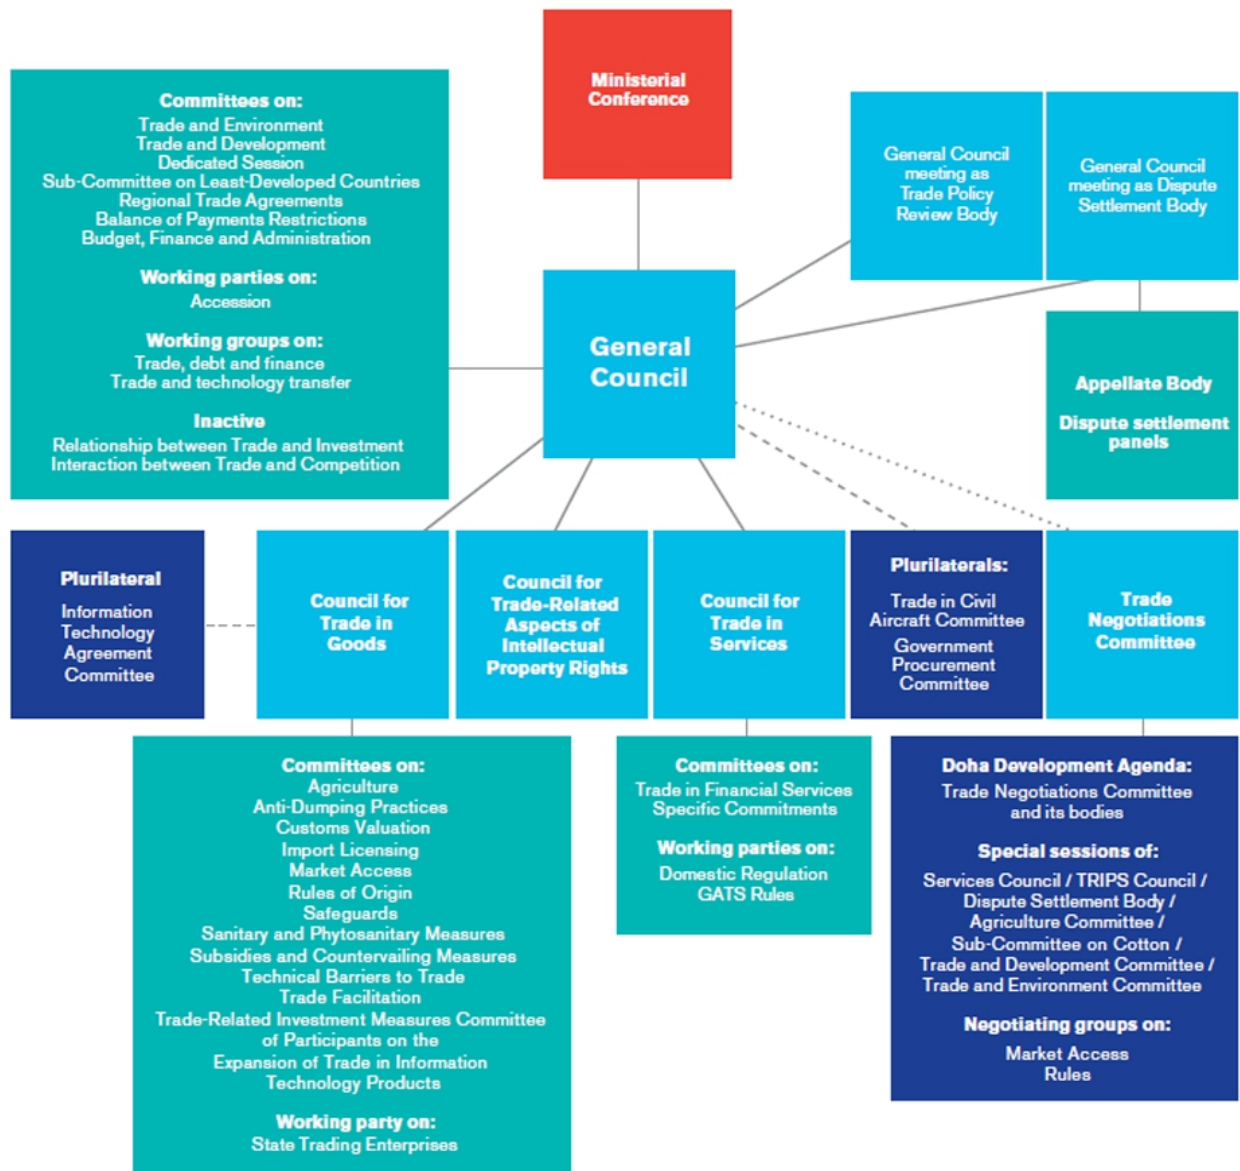 Ministerial
Conference
Committees on:
Trade and Environment
Trade and Development
Dedicated Session
Sub-Committee on Least-Developed Countries
Regional Trade Agreements
Balance of Payments Restrictions
Budget, Finance and Administration
Working parties on:
Accession
Working groups on:
Trade, debt and finance
Trade and technology transfer
Inactive
Relationship between Trade and Investment
Interaction between Trade and Competition
General Council
meeting as
Trade Policy
Review Body
General Council
meeting as Dispute
Settlement Body
General
Council
Appellate Body
Dispute settlement
panels
Plurilateral
Information
Technology
Agreement
Committee
Council for
Trade in
Goods
Council for
Trade-Related
Aspects of
Intellectual
Property Rights
Council for
Trade in
Services
Plurilaterals:
Trade in Civil
Aircraft Committee
Government
Procurement
Committee
Trade
Negotiations
Committee
Committees on:
Agriculture
Anti-Dumping Practices
Customs Valuation
Import Licensing
Market Access
Rules of Origin
Safeguards
Sanitary and Phytosanitary Measures
Subsidies and Countervailing Measures
Technical Barriers to Trade
Trade Facilitation
Trade-Related Investment Measures Committee
of Participants on the
Expansion of Trade in Information
Technology Products
Working party on:
State Trading Enterprises
Committees on:
Trade in Financial Services
Specific Commitments
Working parties on:
Domestic Regulation
GATS Rules
Doha Development Agenda:
Trade Negotiations Committee
and its bodies
Special sessions of:
Services Council / TRIPS Council /
Dispute Settlement Body /
Agriculture Committee /
Sub-Committee on Cotton /
Trade and Development Committee /
Trade and Environment Committee
Negotiating groups on:
Market Access
Rules